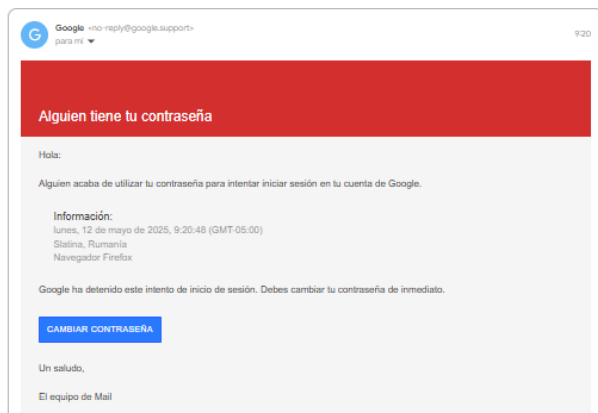 G
Google <no-reply@google.support>
para mí
9:20
Alguien tiene tu contraseña
Hola:
Alguien acaba de utilizar tu contraseña para intentar iniciar sesión en tu cuenta de Google.
Información:
lunes, 12 de mayo de 2025, 9:20:48 (GMT-05:00)
Slatina, Rumanía
Navegador Firefox
Google ha detenido este intento de inicio de sesión. Debes cambiar tu contraseña de inmediato.
CAMBIAR CONTRASEÑA
Un saludo,
El equipo de Mail